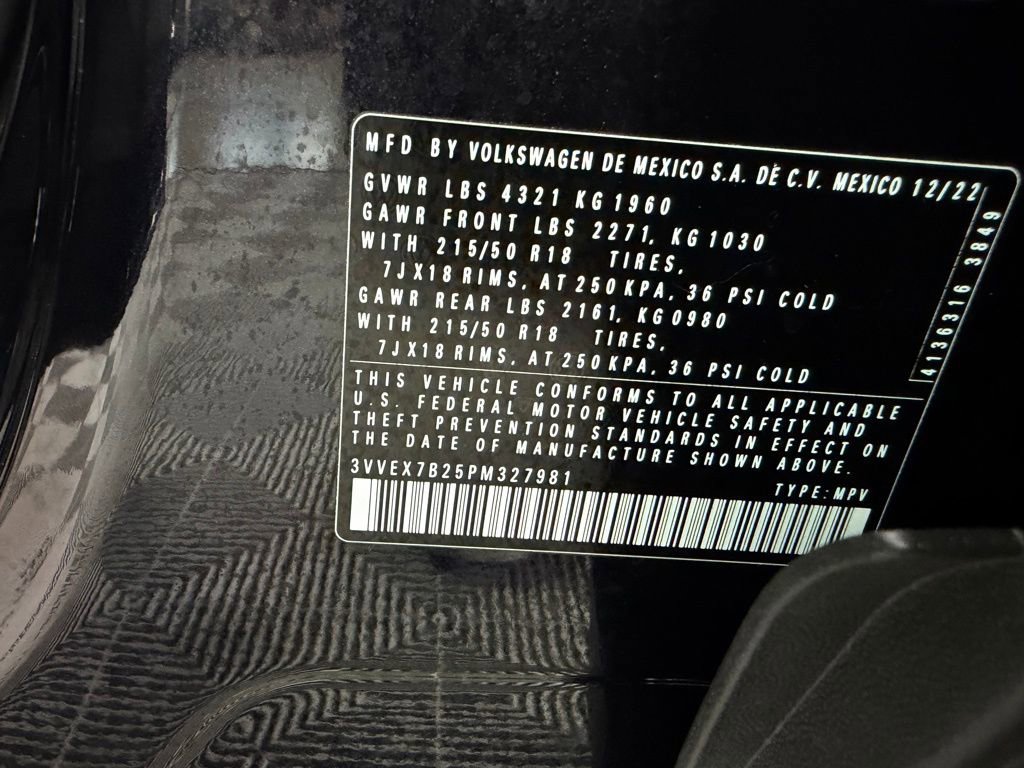 MFD BY VOLKSWAGEN DE MEXICO S.A. DE C.V. MEXICO 12/22
GVWR LBS 4321 KG 1960
GAWR FRONT LBS 2271, KG 1030
WITH 215/50 R18 TIRES,
7J X18 RIMS, AT 250 KPA, 36 PSI COLD
GAWR REAR LBS 2161, KG 0980
WITH 215/50 R18 TIRES,
7J X18 RIMS, AT 250 KPA, 36 PSI COLD
4136316 3849
THIS VEHICLE CONFORMS TO ALL APPLICABLE
U.S. FEDERAL MOTOR VEHICLE SAFETY AND
THEFT PREVENTION STANDARDS IN EFFECT ON
THE DATE OF MANUFACTURE SHOWN ABOVE.
3VVEX7B25PM327981
TYPE: MPV